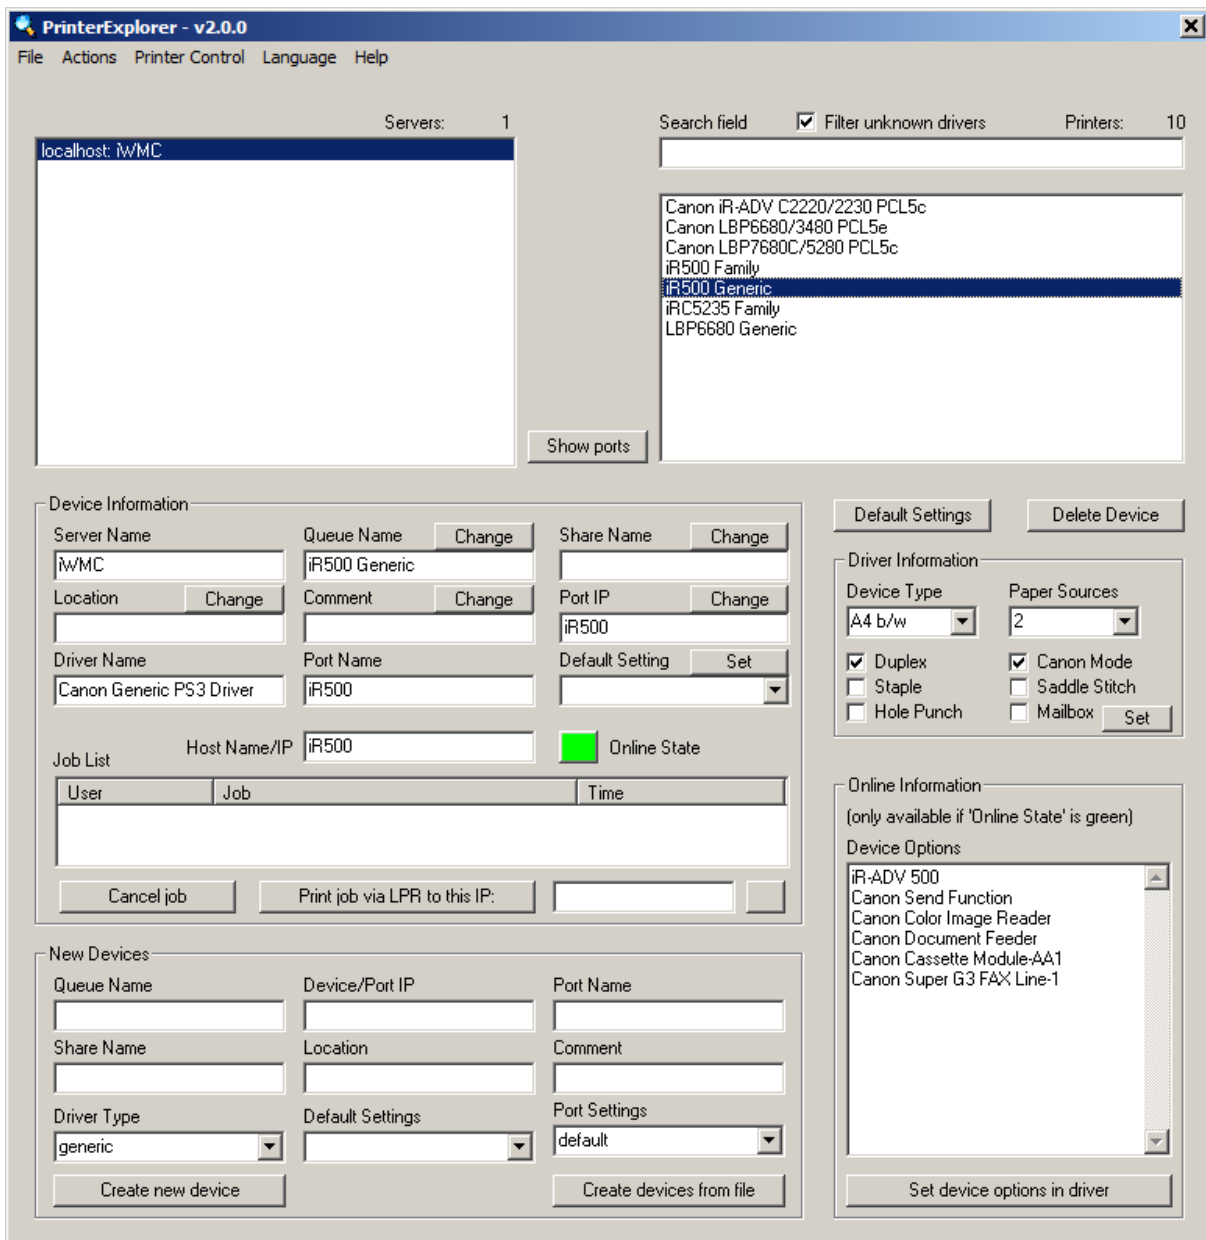 PrinterExplorer - v2.0.0
File Actions Printer Control Language Help
Servers: 1
Search field Filter unknown drivers Printers: 10
localhost: iWMC
Canon iR-ADV C2220/2230 PCL5c
Canon LBP6680/3480 PCL5e
Canon LBP7680C/5280 PCL5c
iR500 Family
iR500 Generic
iRC5235 Family
LBP6680 Generic
Show ports
Device Information
Server Name Queue Name Change Share Name Change
iWMC iR500 Generic
Location Change Comment Change Port IP Change
iR500
Driver Name Port Name Default Setting Set
Canon Generic PS3 Driver iR500
Host Name/IP iR500 Online State
Job List
User Job Time
Cancel job Print job via LPR to this IP:
Default Settings Delete Device
Driver Information
Device Type Paper Sources
A4 b/w 2
Duplex Canon Mode
Staple Saddle Stitch
Hole Punch Mailbox Set
Online Information
(only available if 'Online State' is green)
Device Options
iR-ADV 500
Canon Send Function
Canon Color Image Reader
Canon Document Feeder
Canon Cassette Module-AA1
Canon Super G3 FAX Line-1
Set device options in driver
New Devices
Queue Name Device/Port IP Port Name
Share Name Location Comment
Driver Type Default Settings Port Settings
generic default
Create new device Create devices from file